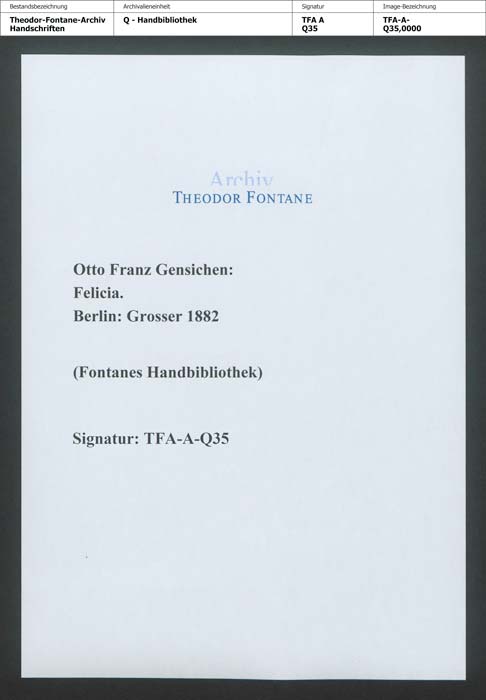 Bestandsbezeichnung Archivalieneinheit Signatur Image-Bezeichnung
Theodor-Fontane-Archiv Q - Handbibliothek TFA A TFA-A-
Handschriften Q35 Q35,0000
Archiv
THEODOR FONTANE
Otto Franz Gensichen:
Felicia.
Berlin: Grosser 1882
(Fontanes Handbibliothek)
Signatur: TFA-A-Q35